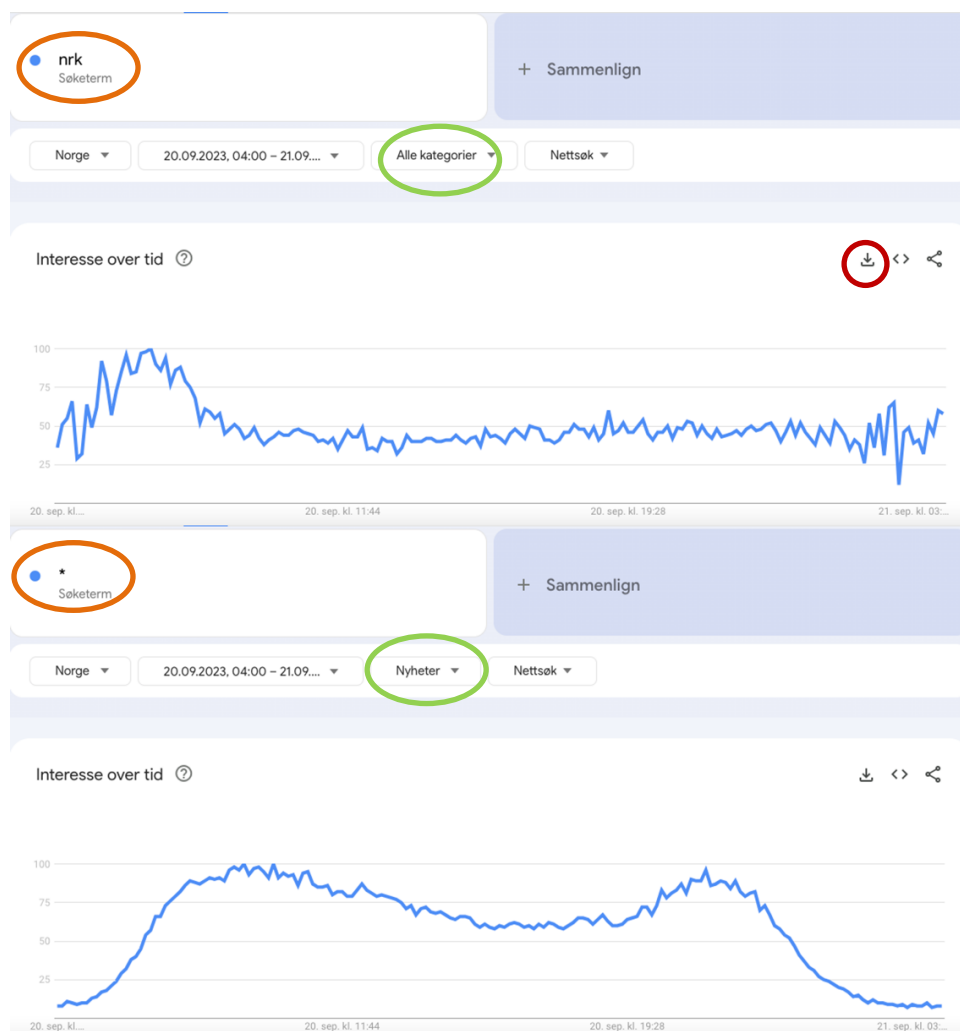 nrk
Søketerm
+ Sammenlign
Norge
20.09.2023, 04:00 – 21.09....
Alle kategorier
Nettsøk
Interesse over tid
100
75
50
25
20. sep. kl....
20. sep. kl. 11:44
20. sep. kl. 19:28
21. sep. kl. 03:...
*
Søketerm
+ Sammenlign
Norge
20.09.2023, 04:00 – 21.09....
Nyheter
Nettsøk
Interesse over tid
100
75
50
25
20. sep. kl....
20. sep. kl. 11:44
20. sep. kl. 19:28
21. sep. kl. 03:...